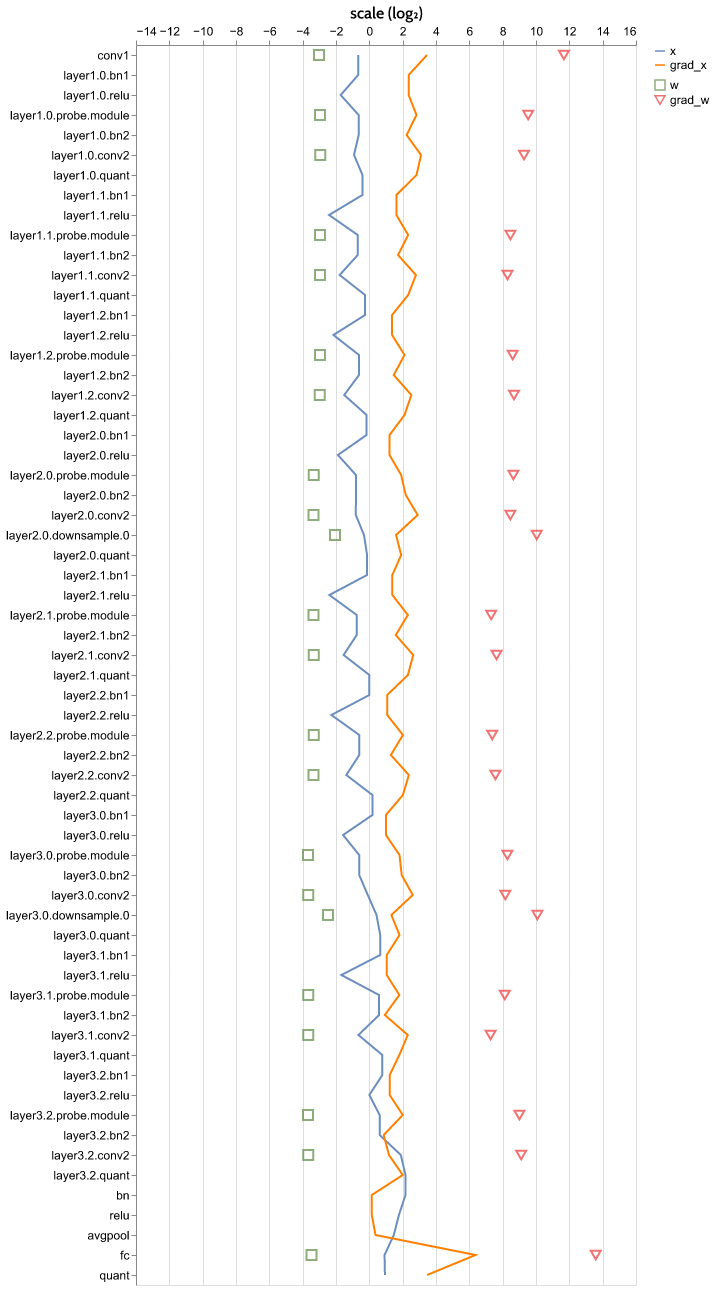 scale (log₂)
−14 −12 −10 −8 −6 −4 −2 0 2 4 6 8 10 12 14 16
x
grad_x
w
grad_w
conv1
layer1.0.bn1
layer1.0.relu
layer1.0.probe.module
layer1.0.bn2
layer1.0.conv2
layer1.0.quant
layer1.1.bn1
layer1.1.relu
layer1.1.probe.module
layer1.1.bn2
layer1.1.conv2
layer1.1.quant
layer1.2.bn1
layer1.2.relu
layer1.2.probe.module
layer1.2.bn2
layer1.2.conv2
layer1.2.quant
layer2.0.bn1
layer2.0.relu
layer2.0.probe.module
layer2.0.bn2
layer2.0.conv2
layer2.0.downsample.0
layer2.0.quant
layer2.1.bn1
layer2.1.relu
layer2.1.probe.module
layer2.1.bn2
layer2.1.conv2
layer2.1.quant
layer2.2.bn1
layer2.2.relu
layer2.2.probe.module
layer2.2.bn2
layer2.2.conv2
layer2.2.quant
layer3.0.bn1
layer3.0.relu
layer3.0.probe.module
layer3.0.bn2
layer3.0.conv2
layer3.0.downsample.0
layer3.0.quant
layer3.1.bn1
layer3.1.relu
layer3.1.probe.module
layer3.1.bn2
layer3.1.conv2
layer3.1.quant
layer3.2.bn1
layer3.2.relu
layer3.2.probe.module
layer3.2.bn2
layer3.2.conv2
layer3.2.quant
bn
relu
avgpool
fc
quant